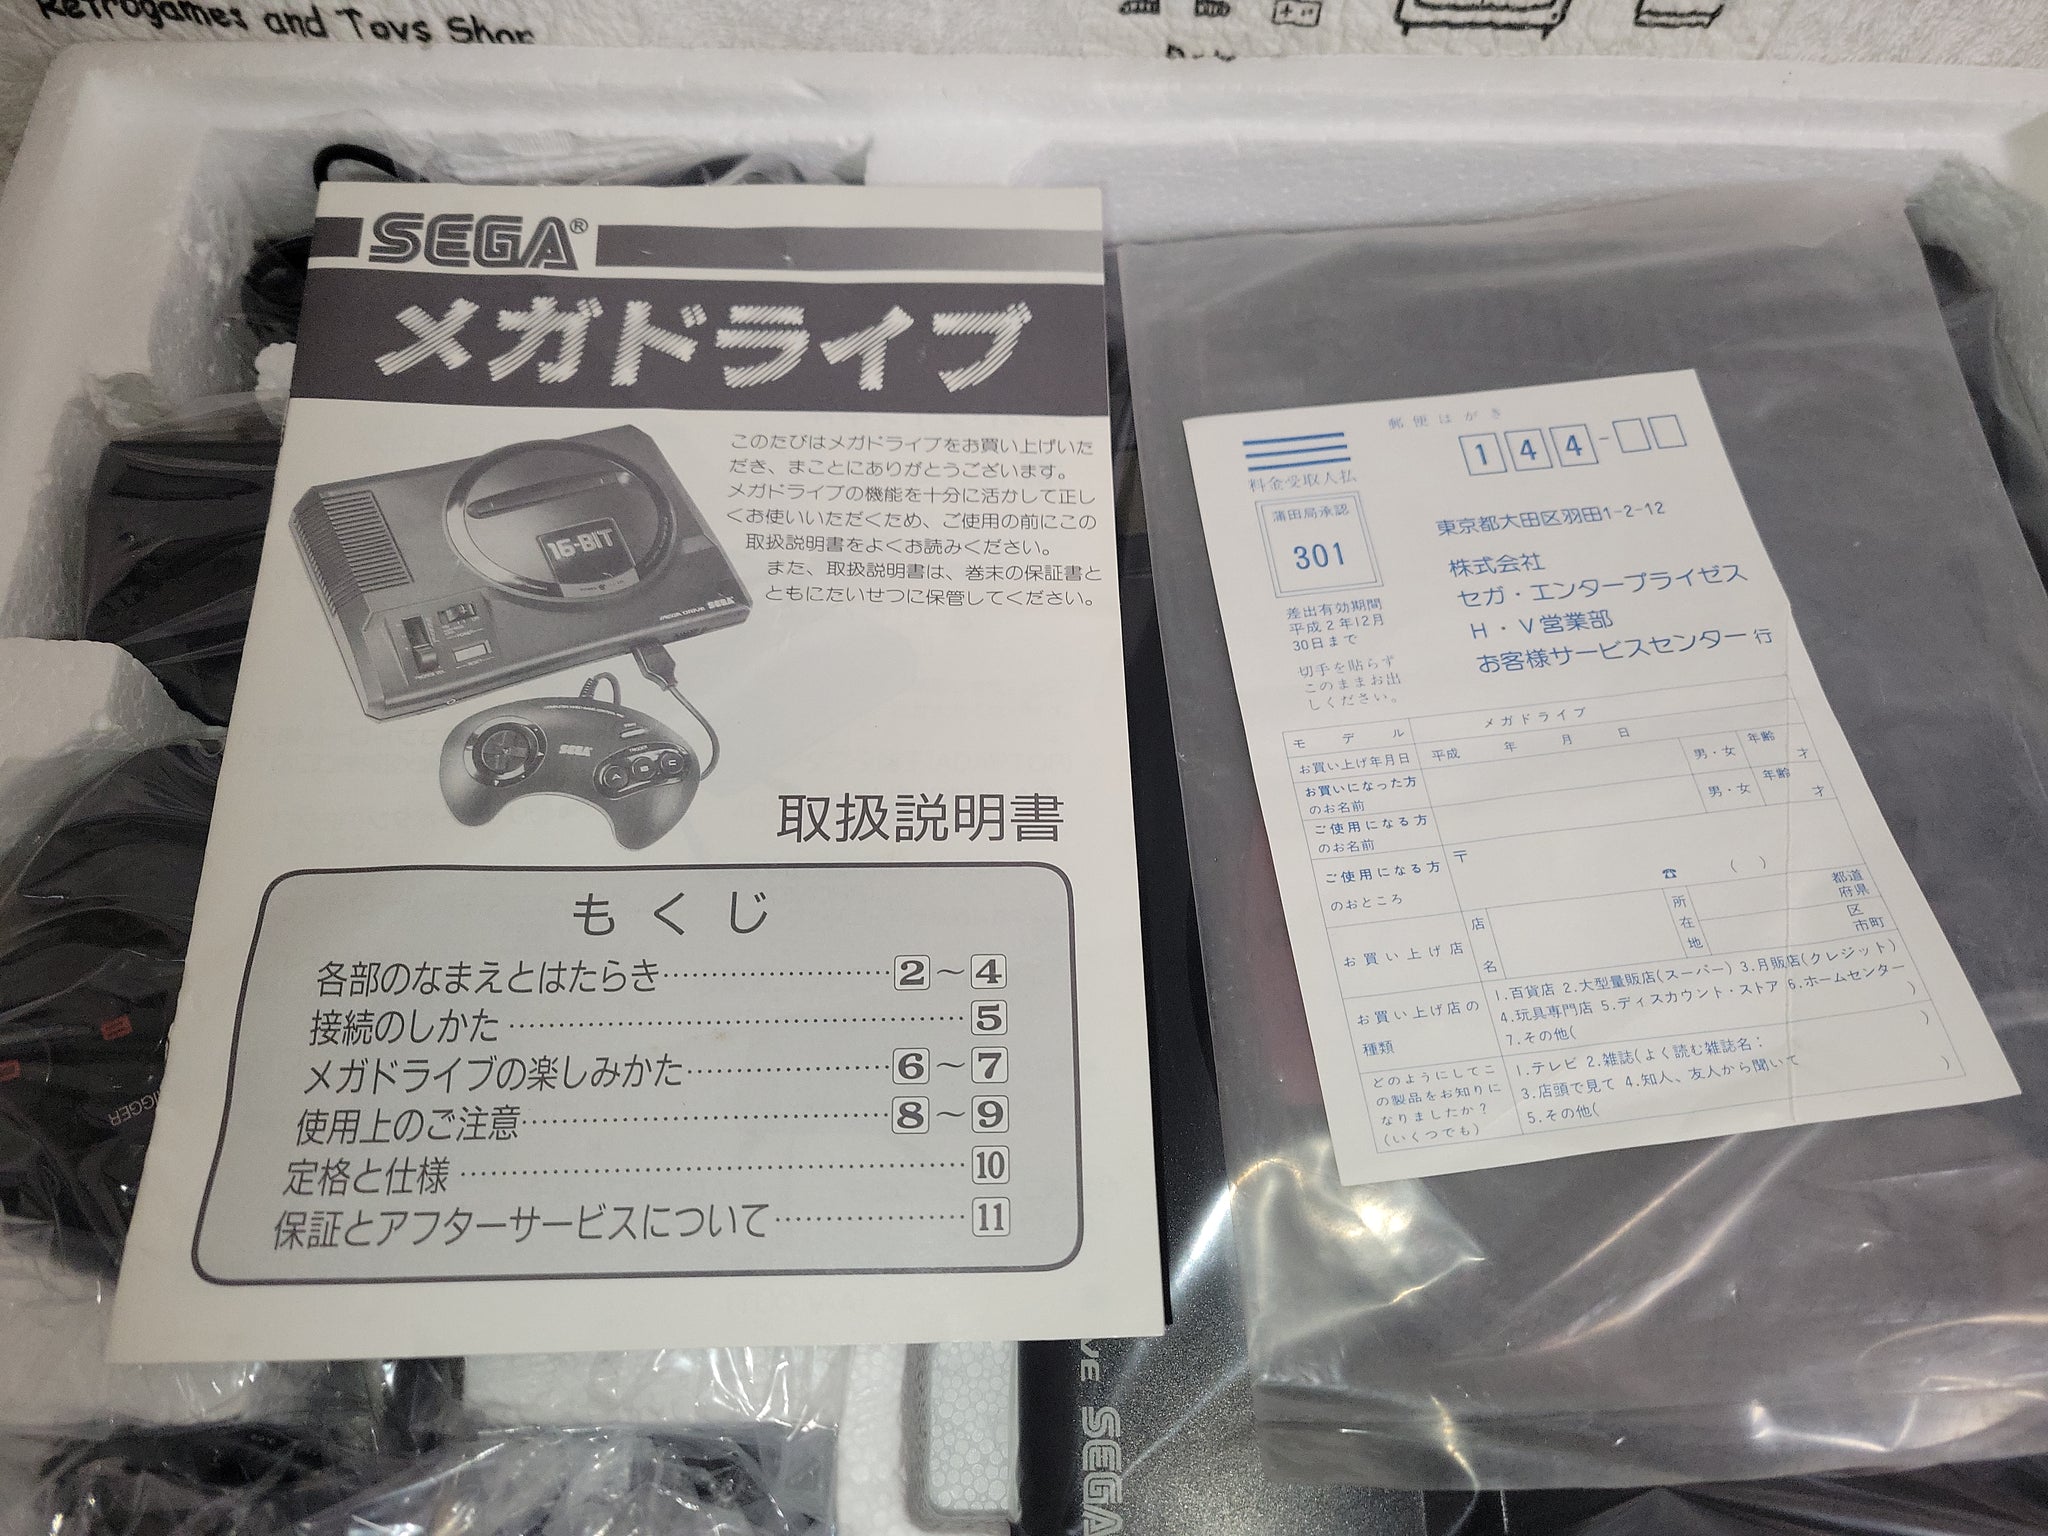 Retrogames and Toys Shop
SEGA®
メガドライブ
このたびはメガドライブをお買い上げいた
だき、まことにありがとうございます。
メガドライブの機能を十分に活かして正し
くお使いいただくため、ご使用の前にこの
取扱説明書をよくお読みください。
また、取扱説明書は、巻末の保証書と
ともにたいせつに保管してください。
16-BIT
MEGA DRIVE SEGA
SEGA
TRIGGER
A B C
取扱説明書
もくじ
各部のなまえとはたらき 2～4
接続のしかた 5
メガドライブの楽しみかた 6～7
使用上のご注意 8～9
定格と仕様 10
保証とアフターサービスについて 11
郵便はがき
144-
料金受取人払
蒲田局承認
301
差出有効期間
平成2年12月
30日まで
切手を貼らず
このままお出
しください。
東京都大田区羽田1-2-12
株式会社
セガ・エンタープライゼス
H・V営業部
お客様サービスセンター行
モデル メガドライブ
お買い上げ年月日 平成 年 月 日
お買いになった方 男・女 年齢
のお名前 才
ご使用になる方 男・女 年齢
のお名前 才
ご使用になる方 〒
のおところ ☎ ( )
お買い上げ店 店名 所在地 都道
府県
区
市町
お買い上げ店の 1.百貨店 2.大型量販店(スーパー) 3.月販店(クレジット)
種類 4.玩具専門店 5.ディスカウント・ストア 6.ホームセンター
7.その他( )
どのようにしてこ 1.テレビ 2.雑誌(よく読む雑誌名: )
の製品をお知りに 3.店頭で見て 4.知人、友人から聞いて
なりましたか? 5.その他( )
(いくつでも)
TRIGGER
B
SEGA